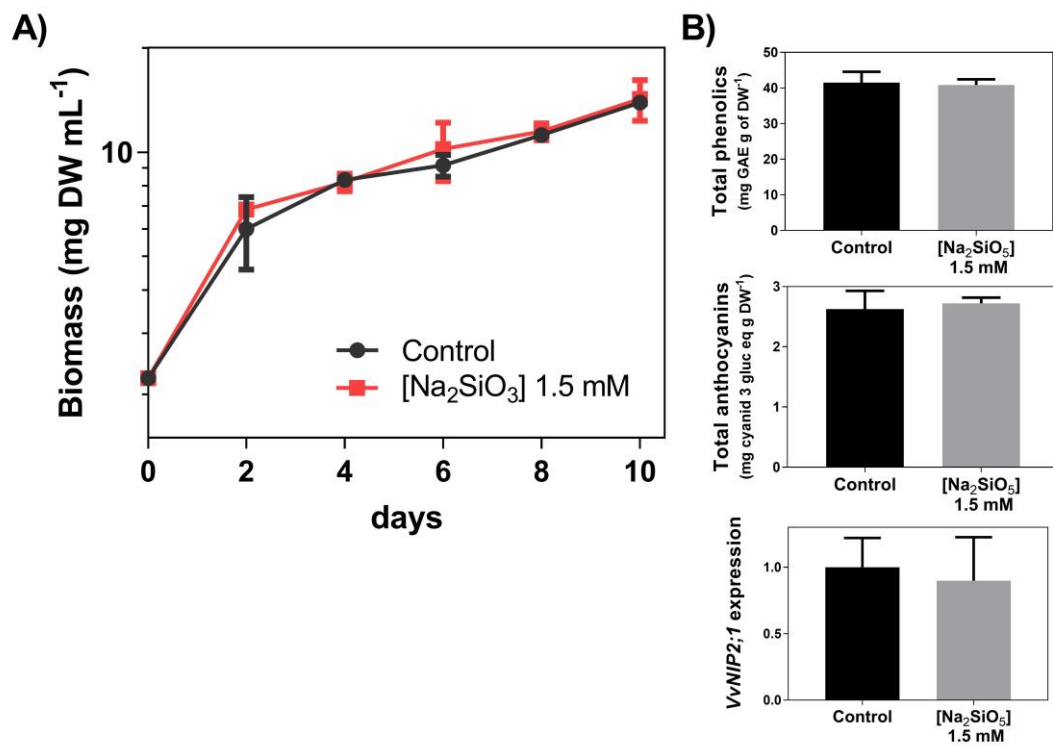 A)
Biomass (mg DW mL⁻¹)
10
Control
[Na₂SiO₃] 1.5 mM
0 2 4 6 8 10
days
B)
Total phenolics
(mg GAE g of DW⁻¹)
50
40
30
20
10
0
Control
[Na₂SiO₅]
1.5 mM
Total anthocyanins
(mg cyanid 3 gluc eq g DW⁻¹)
3
2
1
0
Control
[Na₂SiO₅]
1.5 mM
VvNIP2;1 expression
1.0
0.5
0.0
Control
[Na₂SiO₅]
1.5 mM